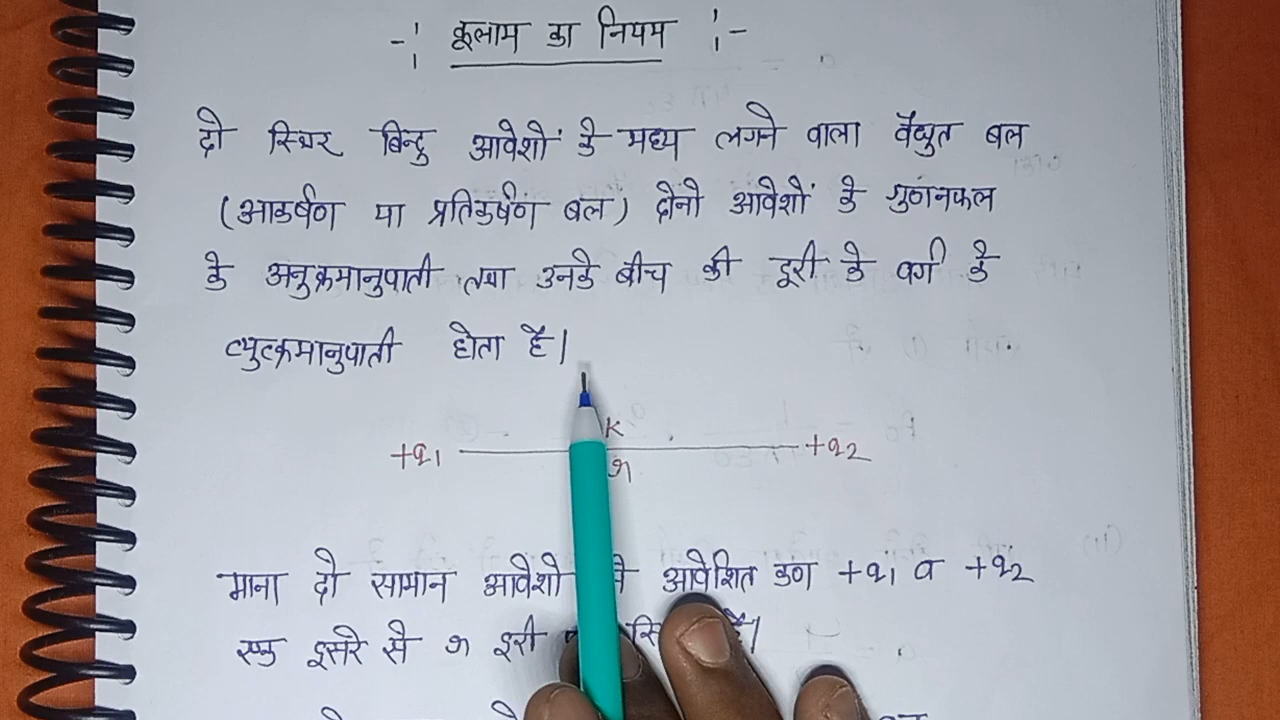 -: कूलाम का नियम :-
दो स्थिर बिन्दु आवेशों के मध्य लगने वाला वैद्युत बल
(आकर्षण या प्रतिकर्षण बल) दोनो आवेशों के गुणनफल
के अनुक्रमानुपाती तथा उनके बीच की दूरी के वर्ग के
व्युत्क्रमानुपाती होता है।
K
+q1 +q2
r
माना दो सामान आवेशो आवेशित कण +q1 व +q2
एक दूसरे से r दूरी है।